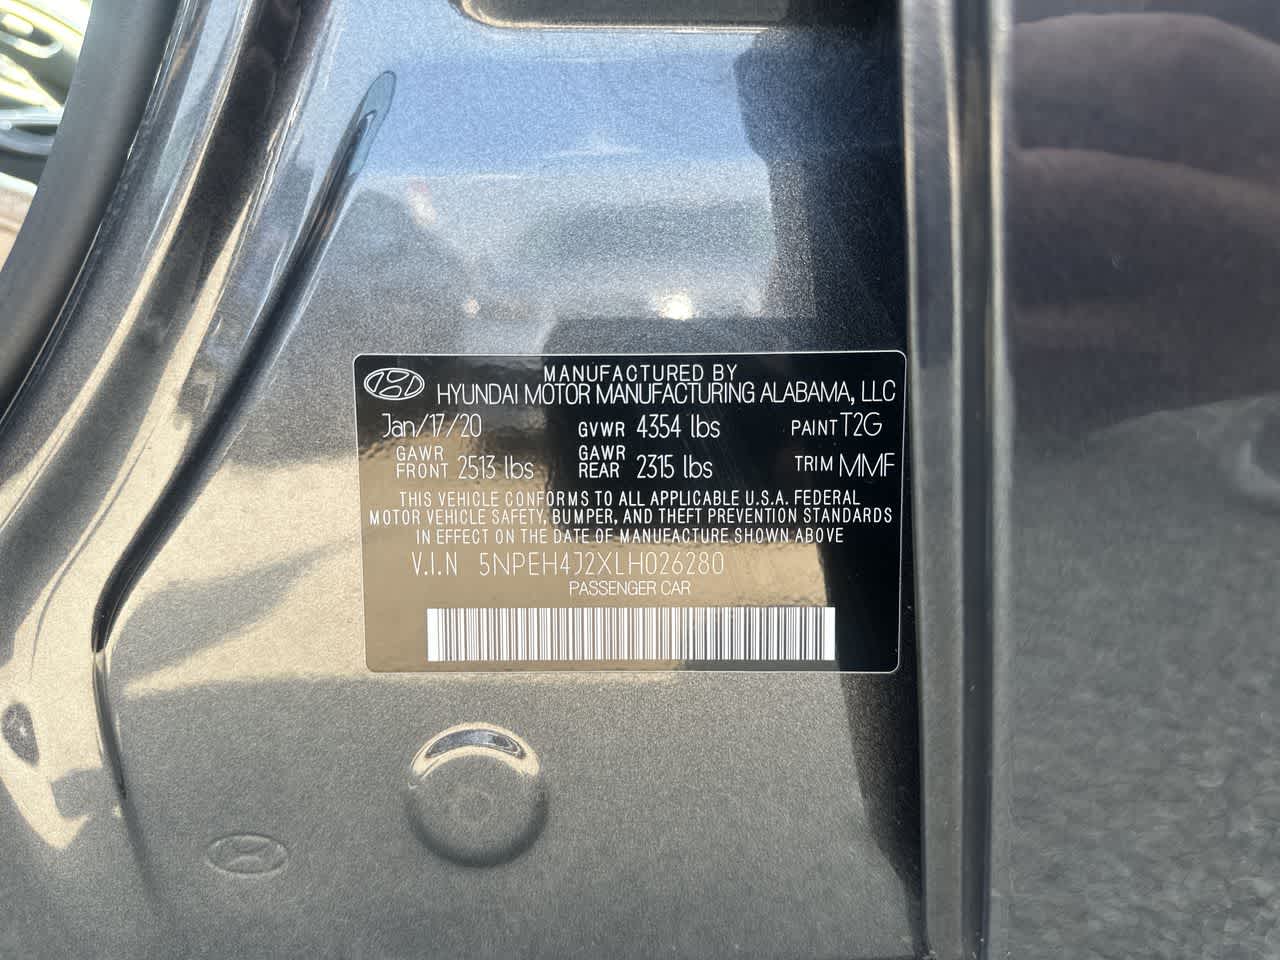 MANUFACTURED BY
HYUNDAI MOTOR MANUFACTURING ALABAMA, LLC
Jan/17/20 GVWR 4354 lbs PAINT T2G
GAWR FRONT 2513 lbs GAWR REAR 2315 lbs TRIM MMF
THIS VEHICLE CONFORMS TO ALL APPLICABLE U.S.A. FEDERAL
MOTOR VEHICLE SAFETY, BUMPER, AND THEFT PREVENTION STANDARDS
IN EFFECT ON THE DATE OF MANUFACTURE SHOWN ABOVE
V.I.N 5NPEH4J2XLH026280
PASSENGER CAR